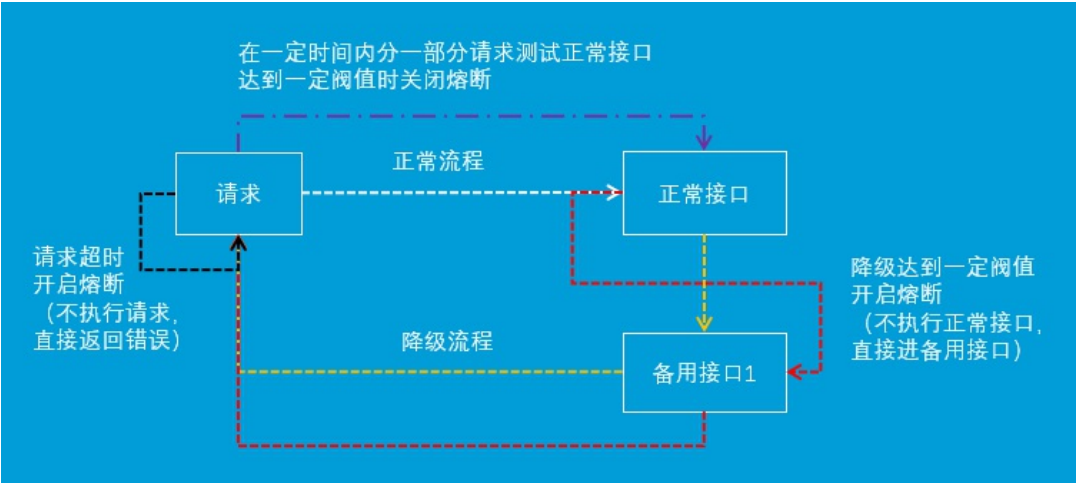 在一定时间内分一部分请求测试正常接口
达到一定阀值时关闭熔断
正常流程
请求
正常接口
请求超时
开启熔断
（不执行请求，
直接返回错误）
降级达到一定阀值
开启熔断
（不执行正常接口，
直接进备用接口）
降级流程
备用接口1